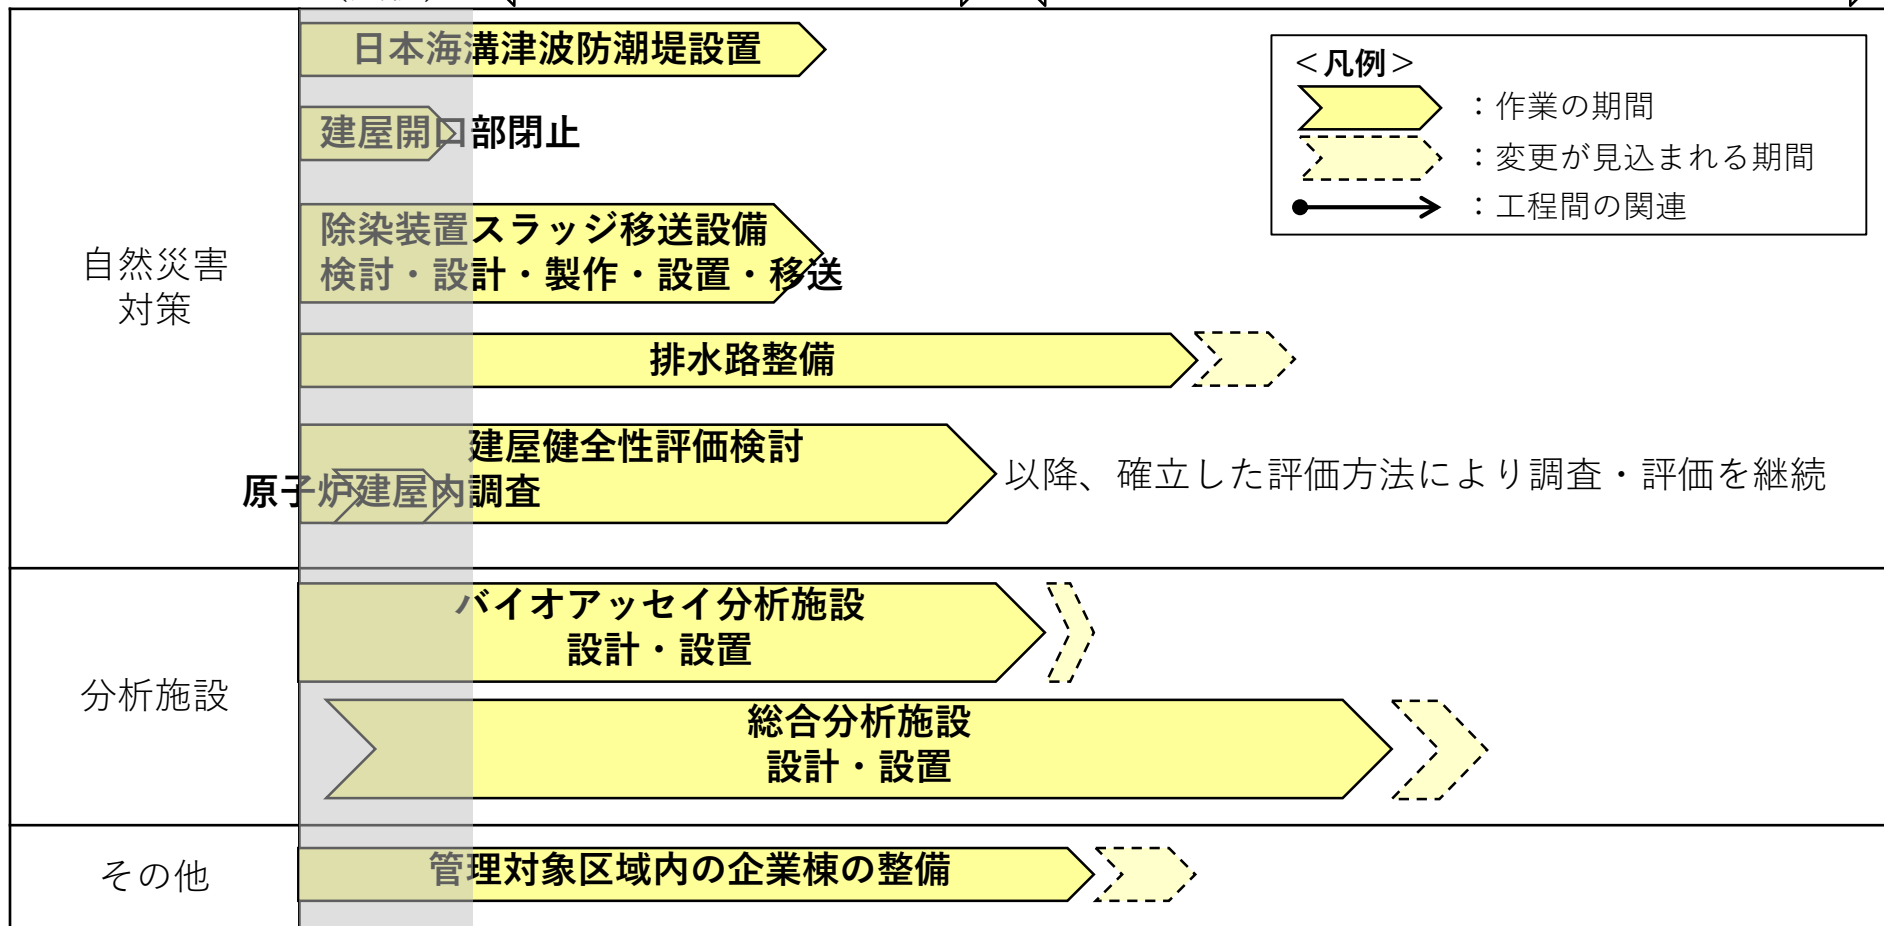 日本海溝津波防潮堤設置
<凡例>
：作業の期間
：変更が見込まれる期間
：工程間の関連
建屋開口部閉止
自然災害
対策
除染装置スラッジ移送設備
検討・設計・製作・設置・移送
排水路整備
建屋健全性評価検討
原子炉建屋内調査
以降、確立した評価方法により調査・評価を継続
分析施設
バイオアッセイ分析施設
設計・設置
総合分析施設
設計・設置
その他
管理対象区域内の企業棟の整備